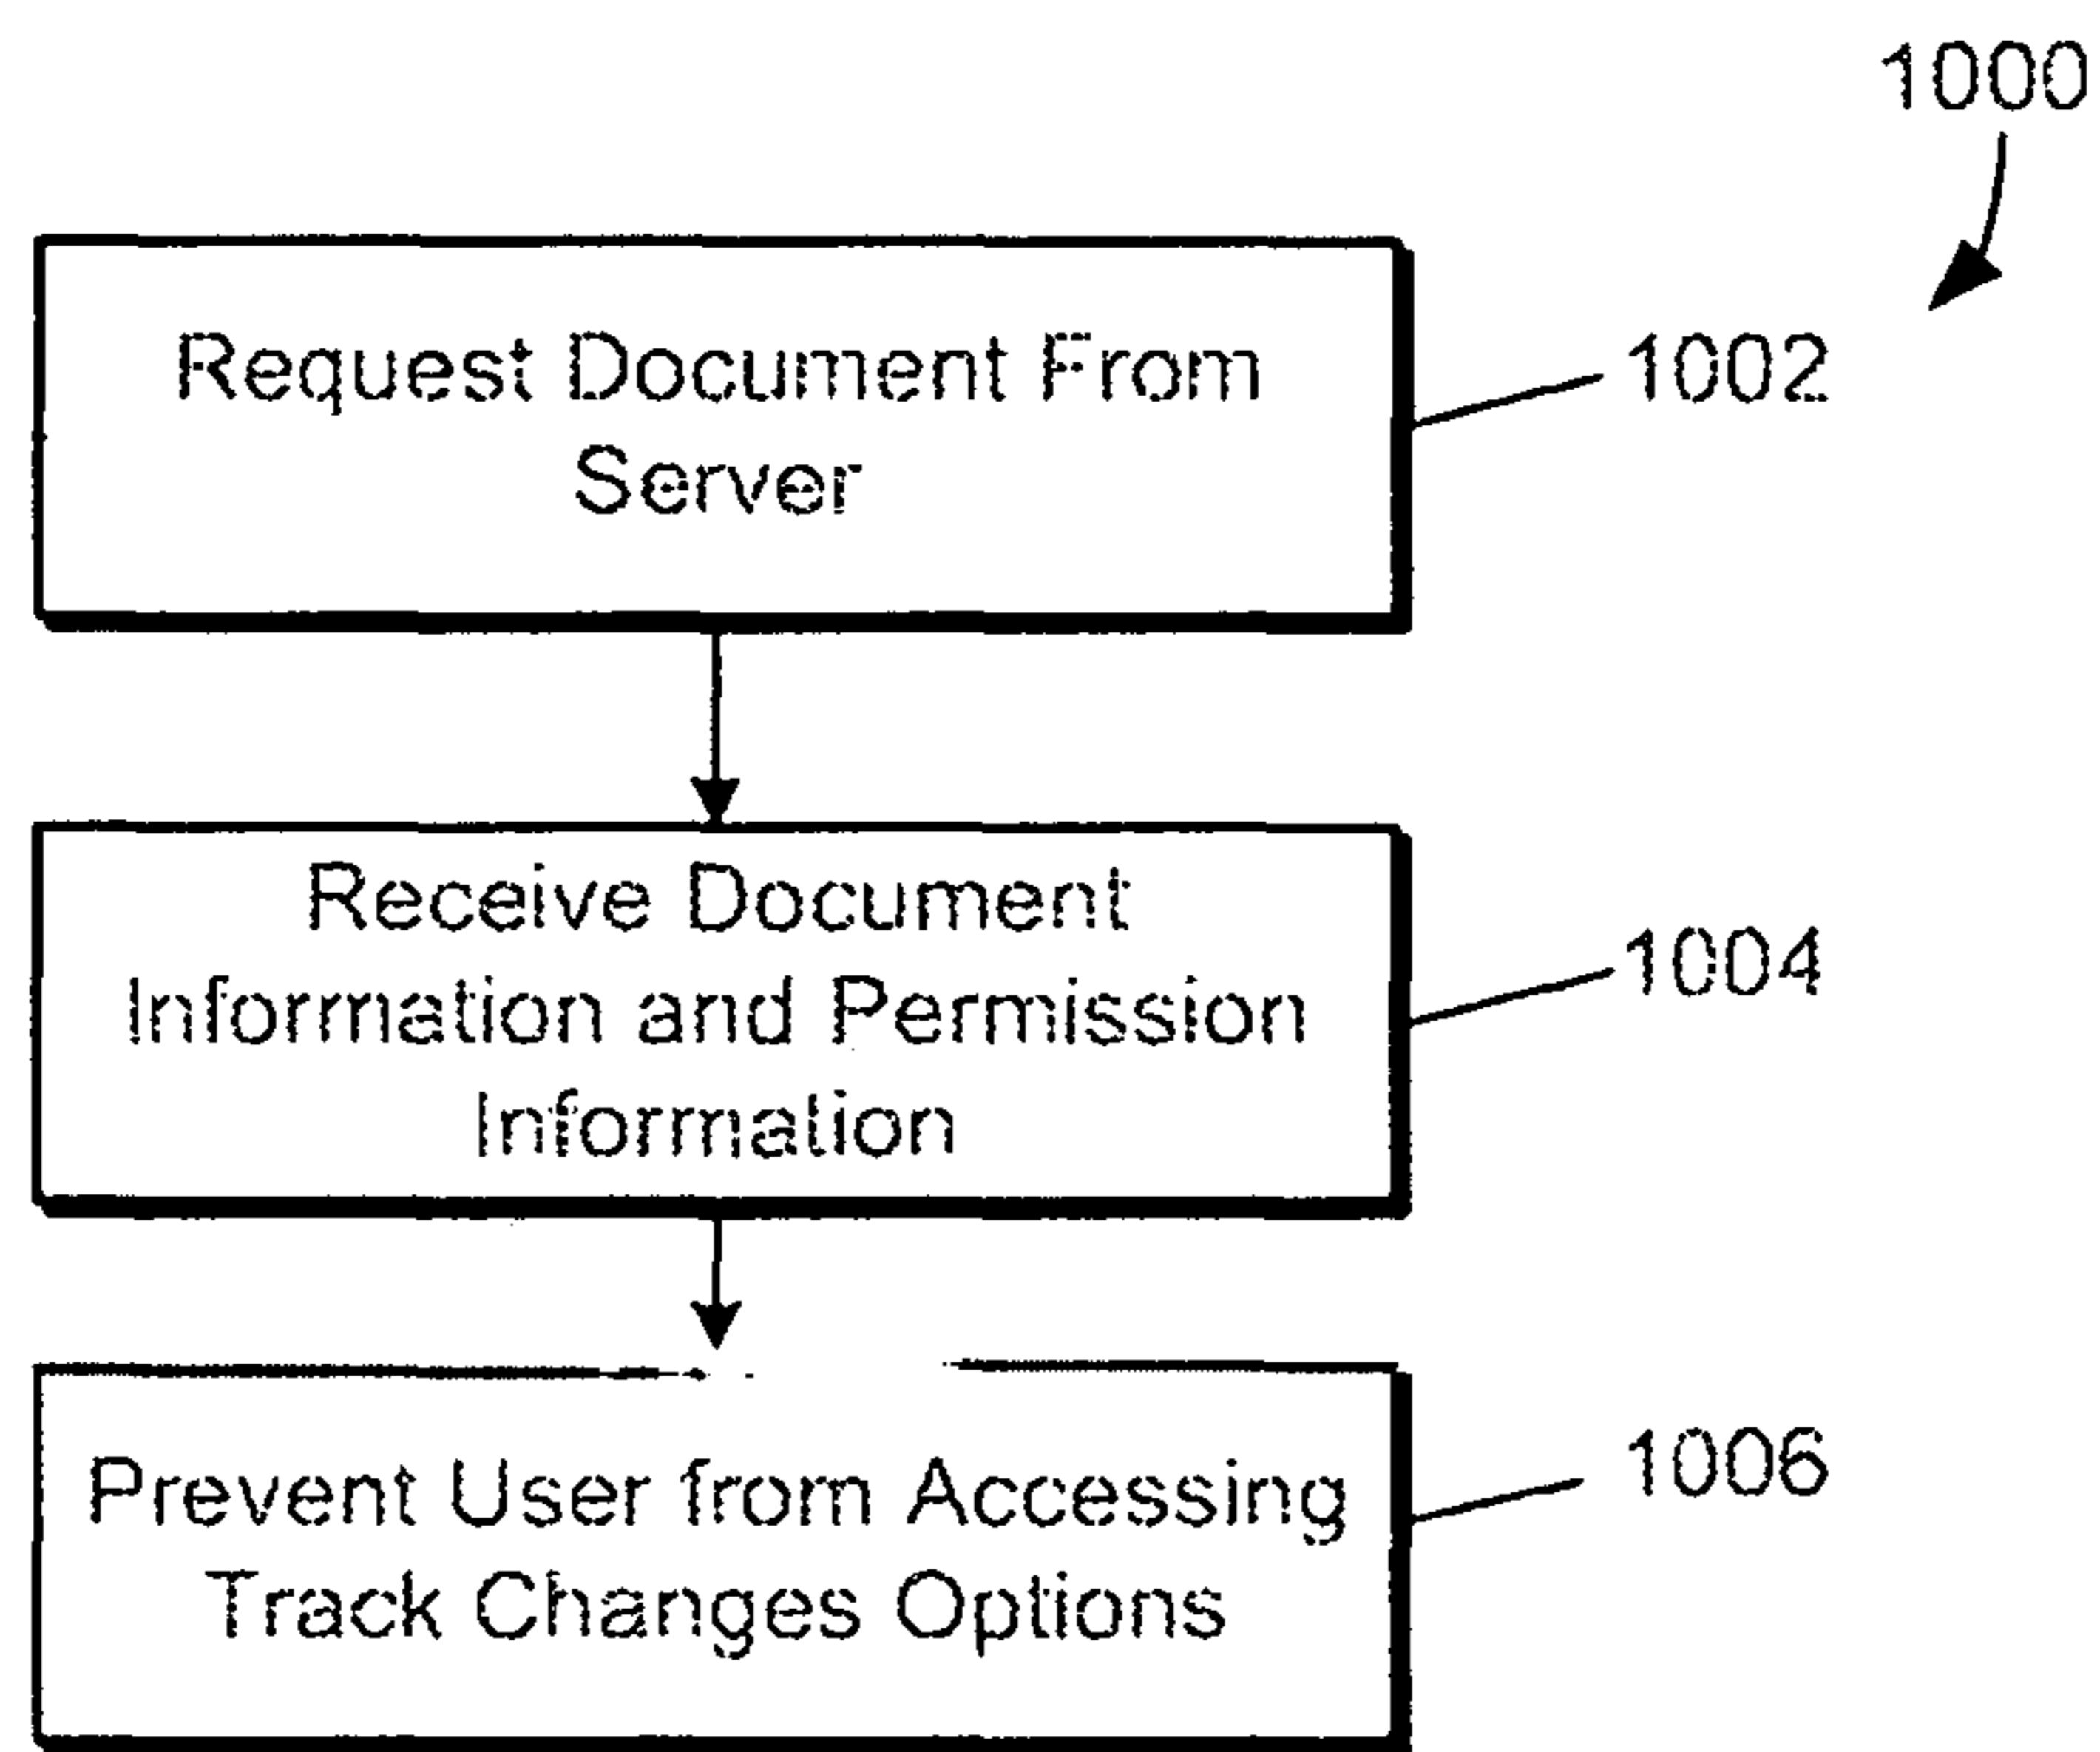 1000
Request Document From
Server
1002
Receive Document
Information and Permission
Information
1004
Prevent User from Accessing
Track Changes Options
1006